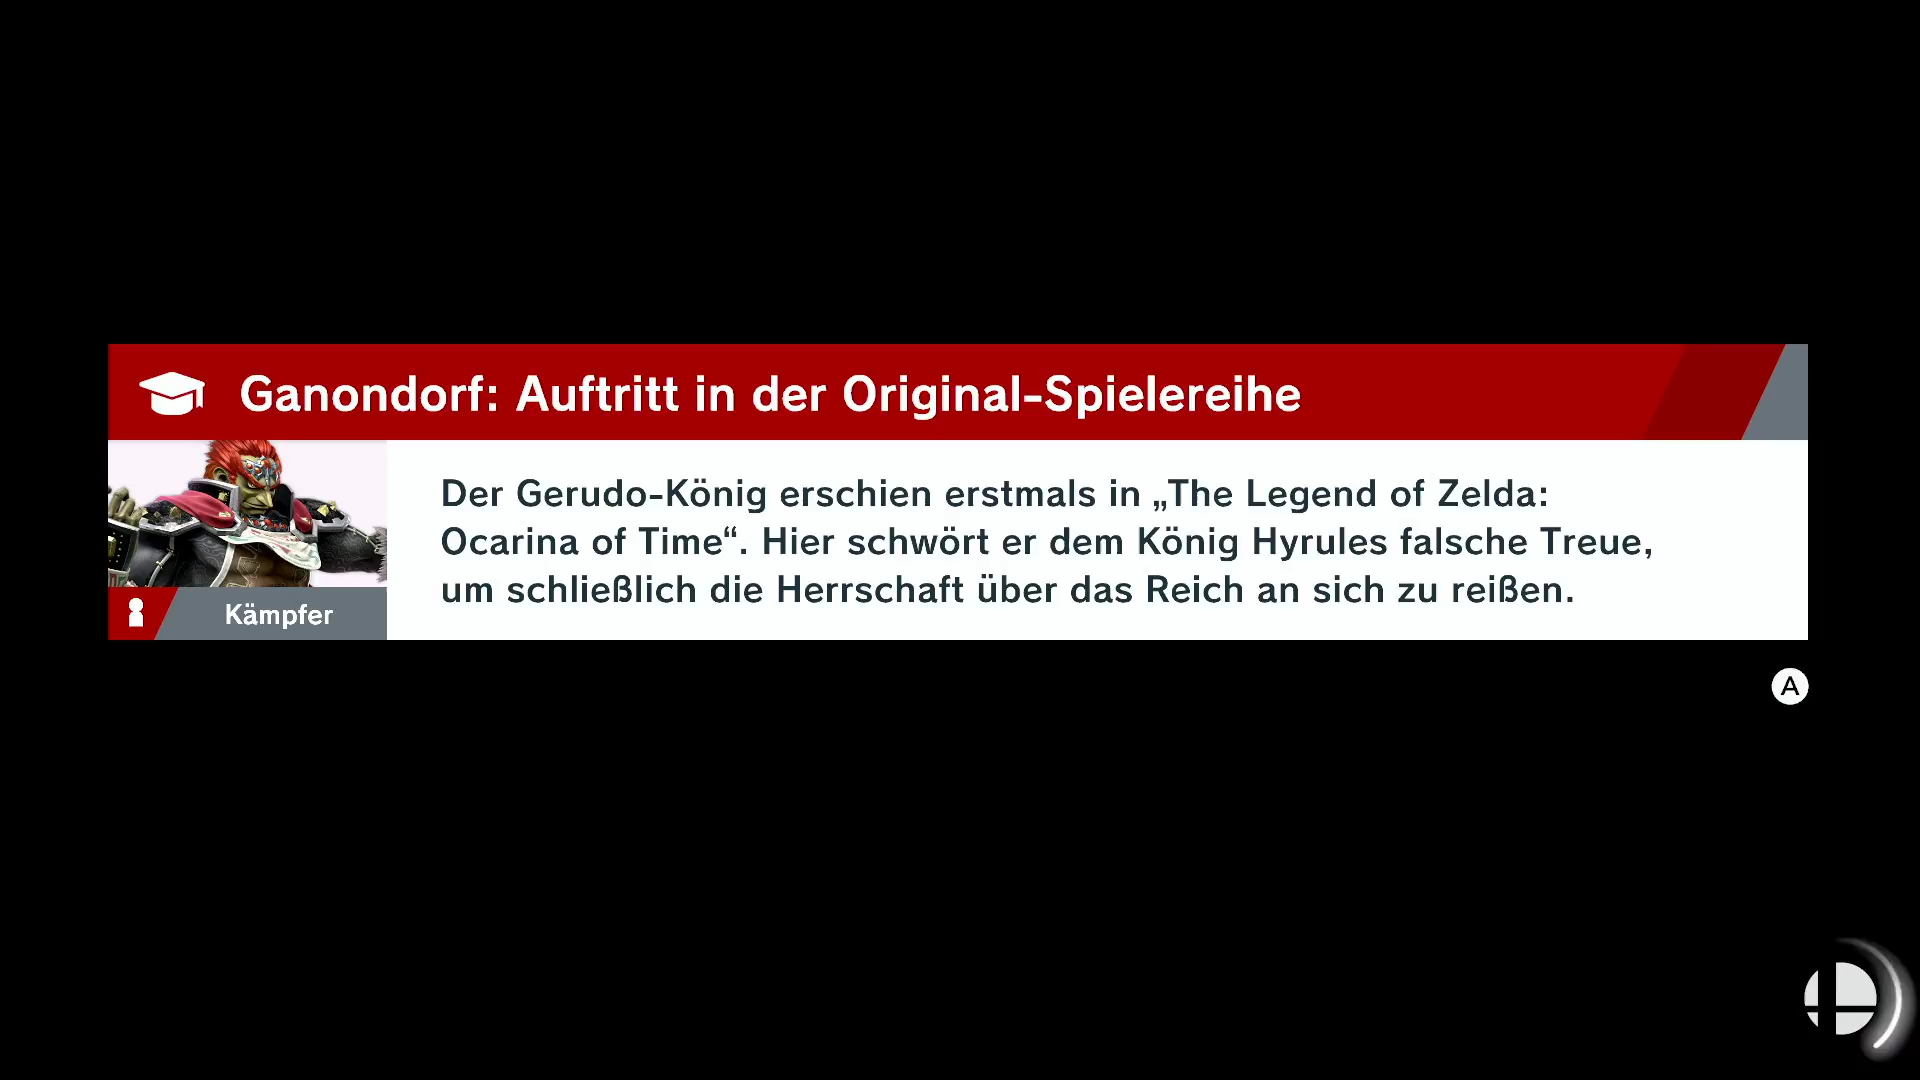 Ganondorf: Auftritt in der Original-Spielereihe
Der Gerudo-König erschien erstmals in „The Legend of Zelda:
Ocarina of Time“. Hier schwört er dem König Hyrules falsche Treue,
um schließlich die Herrschaft über das Reich an sich zu reißen.
Kämpfer
A